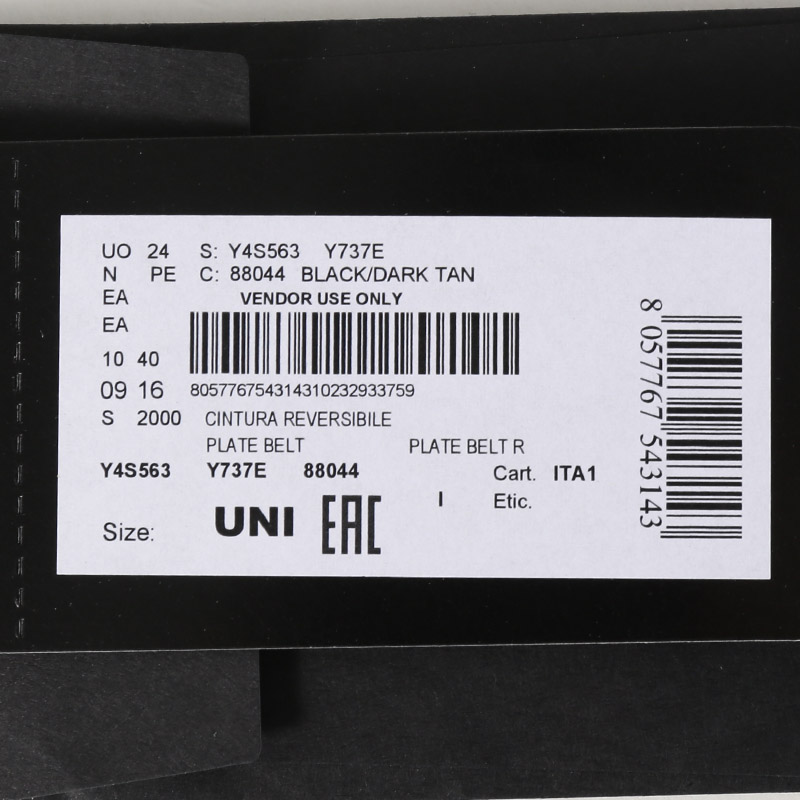 UO 24 S: Y4S563 Y737E
N PE C: 88044 BLACK/DARK TAN
EA VENDOR USE ONLY
EA
10 40
09 16 805776754314310232933759
S 2000 CINTURA REVERSIBILE
PLATE BELT PLATE BELT R
Y4S563 Y737E 88044 Cart. ITA1
I Etic.
Size: UNI EAC
8 057767 543143